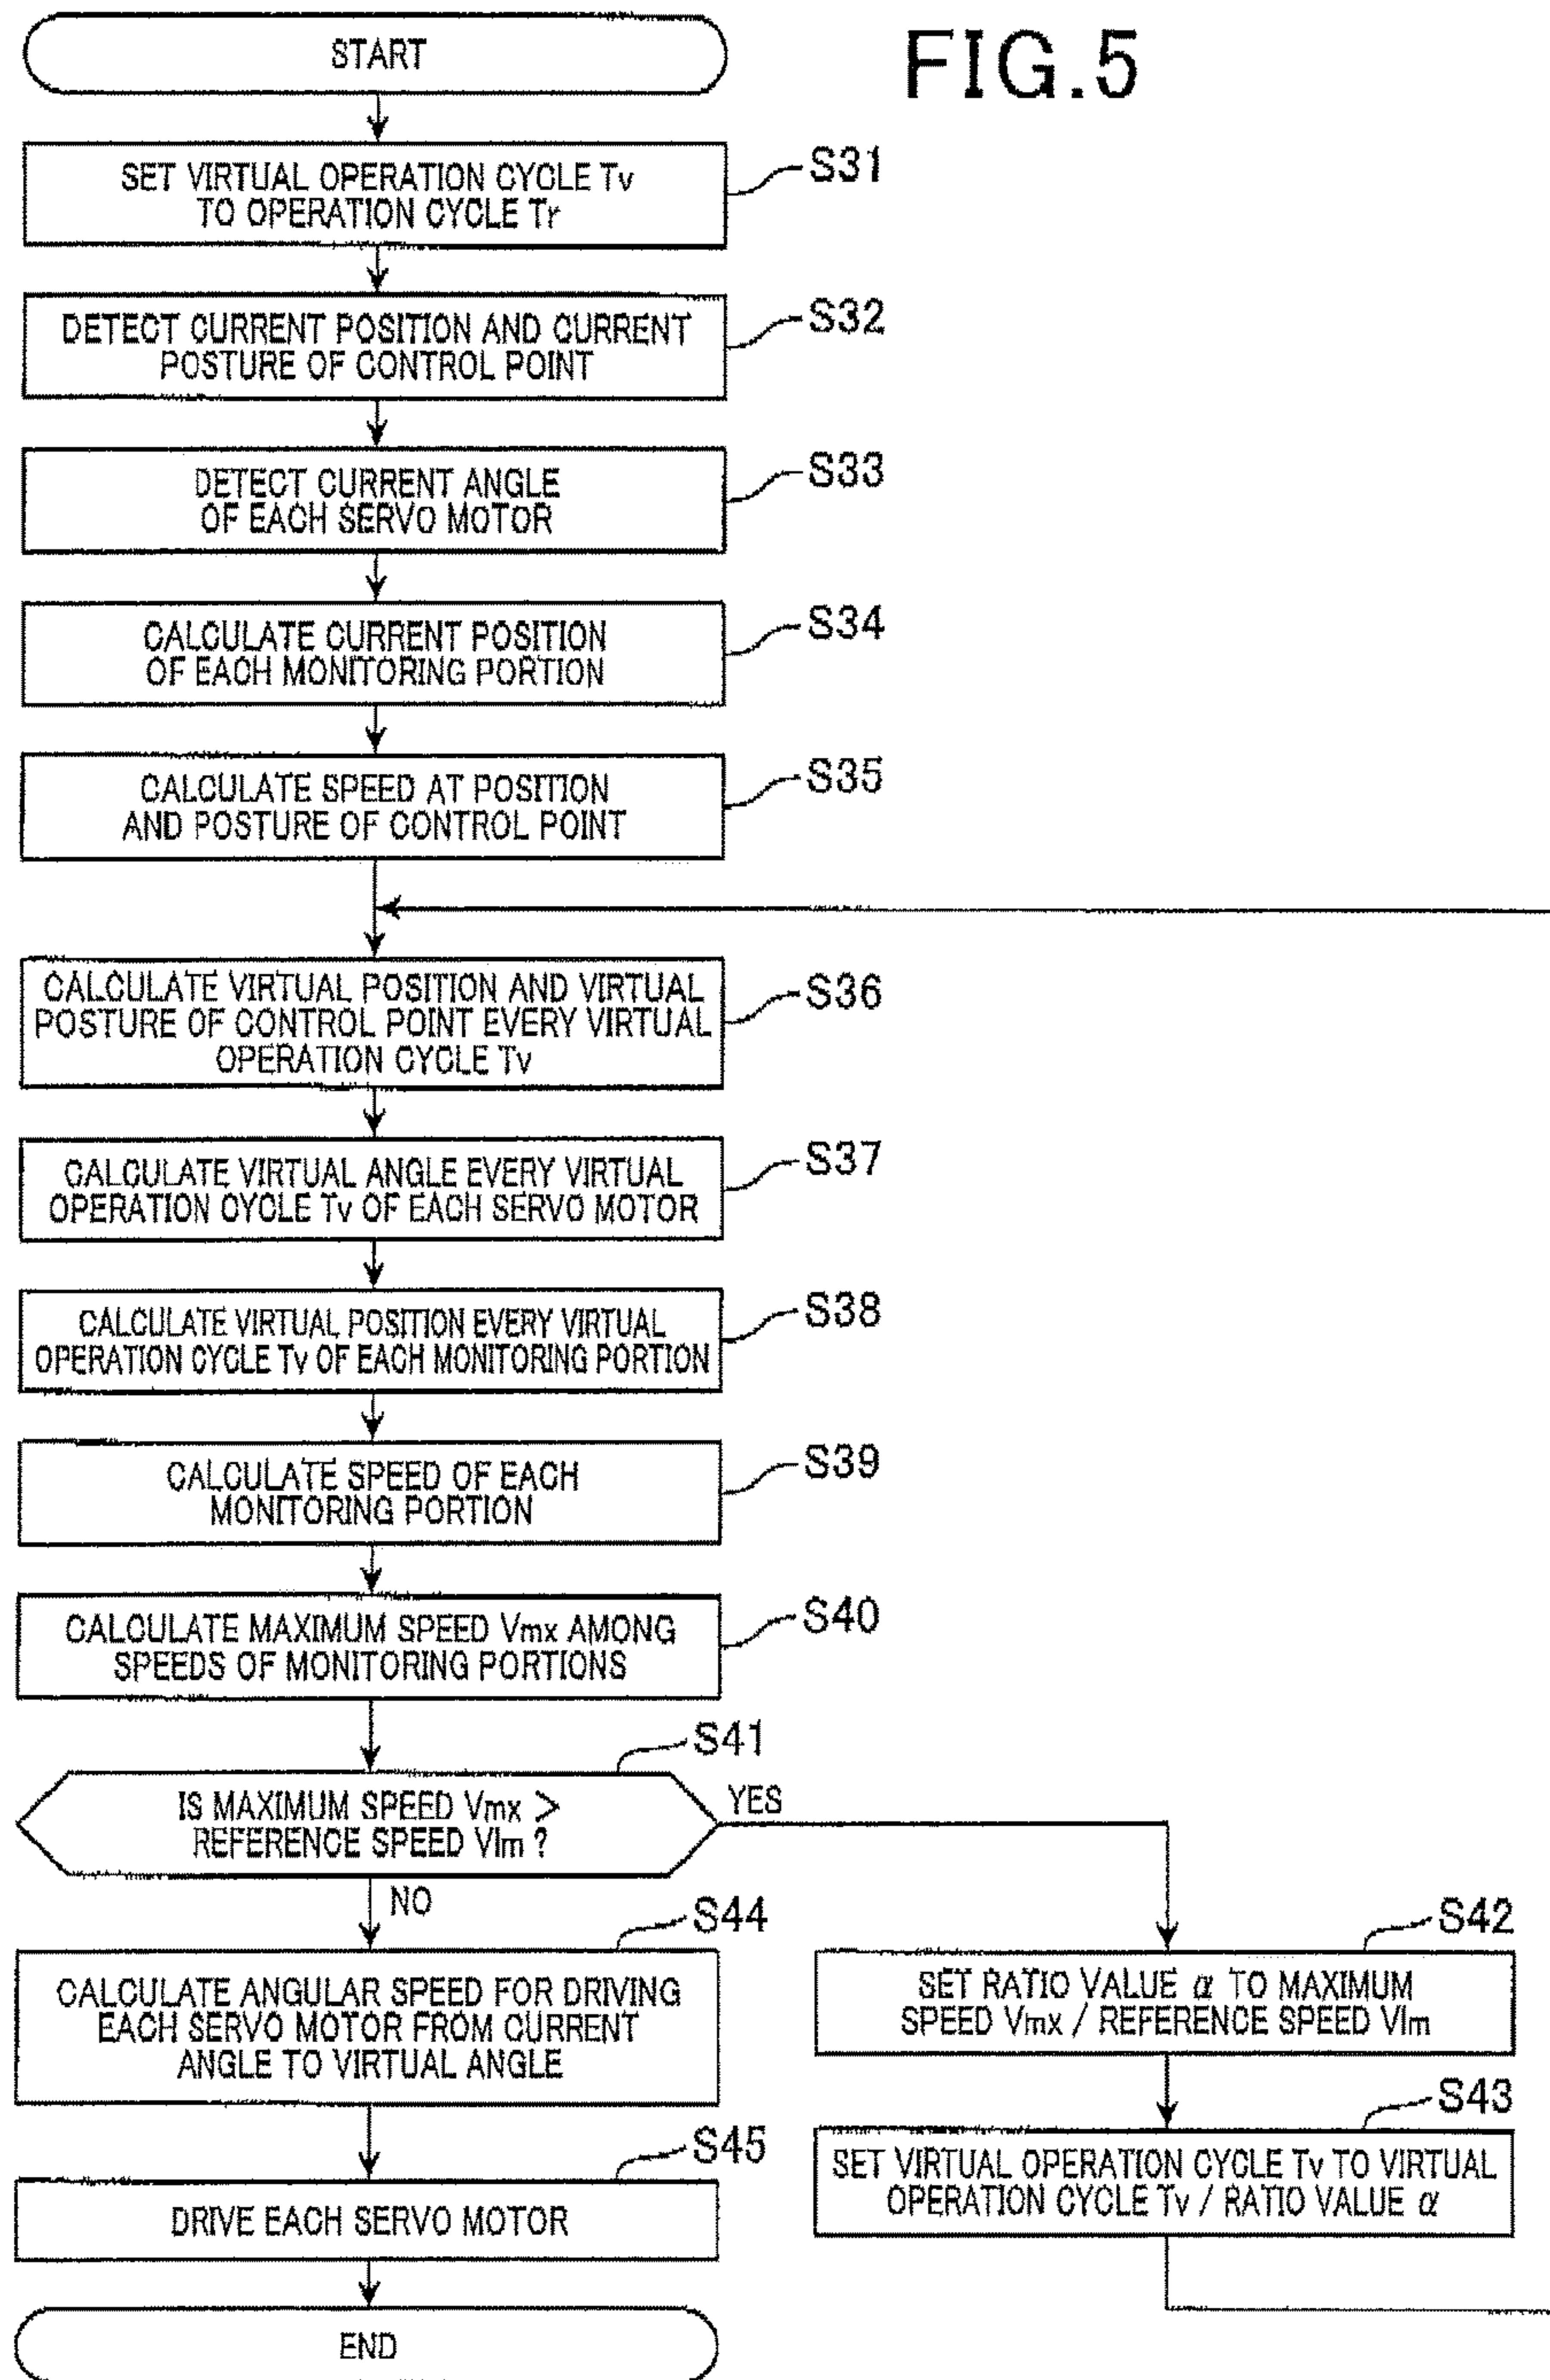 FIG.5
START
SET VIRTUAL OPERATION CYCLE Tv
TO OPERATION CYCLE Tr
S31
DETECT CURRENT POSITION AND CURRENT
POSTURE OF CONTROL POINT
S32
DETECT CURRENT ANGLE
OF EACH SERVO MOTOR
S33
CALCULATE CURRENT POSITION
OF EACH MONITORING PORTION
S34
CALCULATE SPEED AT POSITION
AND POSTURE OF CONTROL POINT
S35
CALCULATE VIRTUAL POSITION AND VIRTUAL
POSTURE OF CONTROL POINT EVERY VIRTUAL
OPERATION CYCLE Tv
S36
CALCULATE VIRTUAL ANGLE EVERY VIRTUAL
OPERATION CYCLE Tv OF EACH SERVO MOTOR
S37
CALCULATE VIRTUAL POSITION EVERY VIRTUAL
OPERATION CYCLE Tv OF EACH MONITORING PORTION
S38
CALCULATE SPEED OF EACH
MONITORING PORTION
S39
CALCULATE MAXIMUM SPEED Vmx AMONG
SPEEDS OF MONITORING PORTIONS
S40
IS MAXIMUM SPEED Vmx >
REFERENCE SPEED Vlm ?
S41
YES
NO
CALCULATE ANGULAR SPEED FOR DRIVING
EACH SERVO MOTOR FROM CURRENT
ANGLE TO VIRTUAL ANGLE
S44
SET RATIO VALUE α TO MAXIMUM
SPEED Vmx / REFERENCE SPEED Vlm
S42
SET VIRTUAL OPERATION CYCLE Tv TO VIRTUAL
OPERATION CYCLE Tv / RATIO VALUE α
S43
DRIVE EACH SERVO MOTOR
S45
END